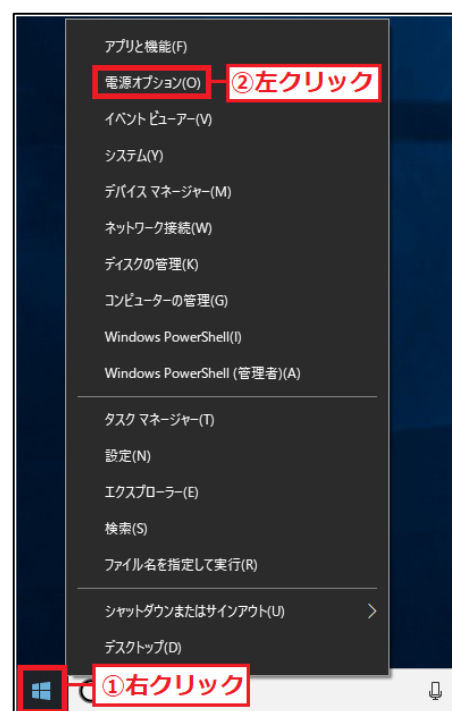 アプリと機能(F)
電源オプション(O)
②左クリック
イベント ビューアー(V)
システム(Y)
デバイス マネージャー(M)
ネットワーク接続(W)
ディスクの管理(K)
コンピューターの管理(G)
Windows PowerShell(I)
Windows PowerShell (管理者)(A)
タスク マネージャー(T)
設定(N)
エクスプローラー(E)
検索(S)
ファイル名を指定して実行(R)
シャットダウンまたはサインアウト(U)
デスクトップ(D)
①右クリック